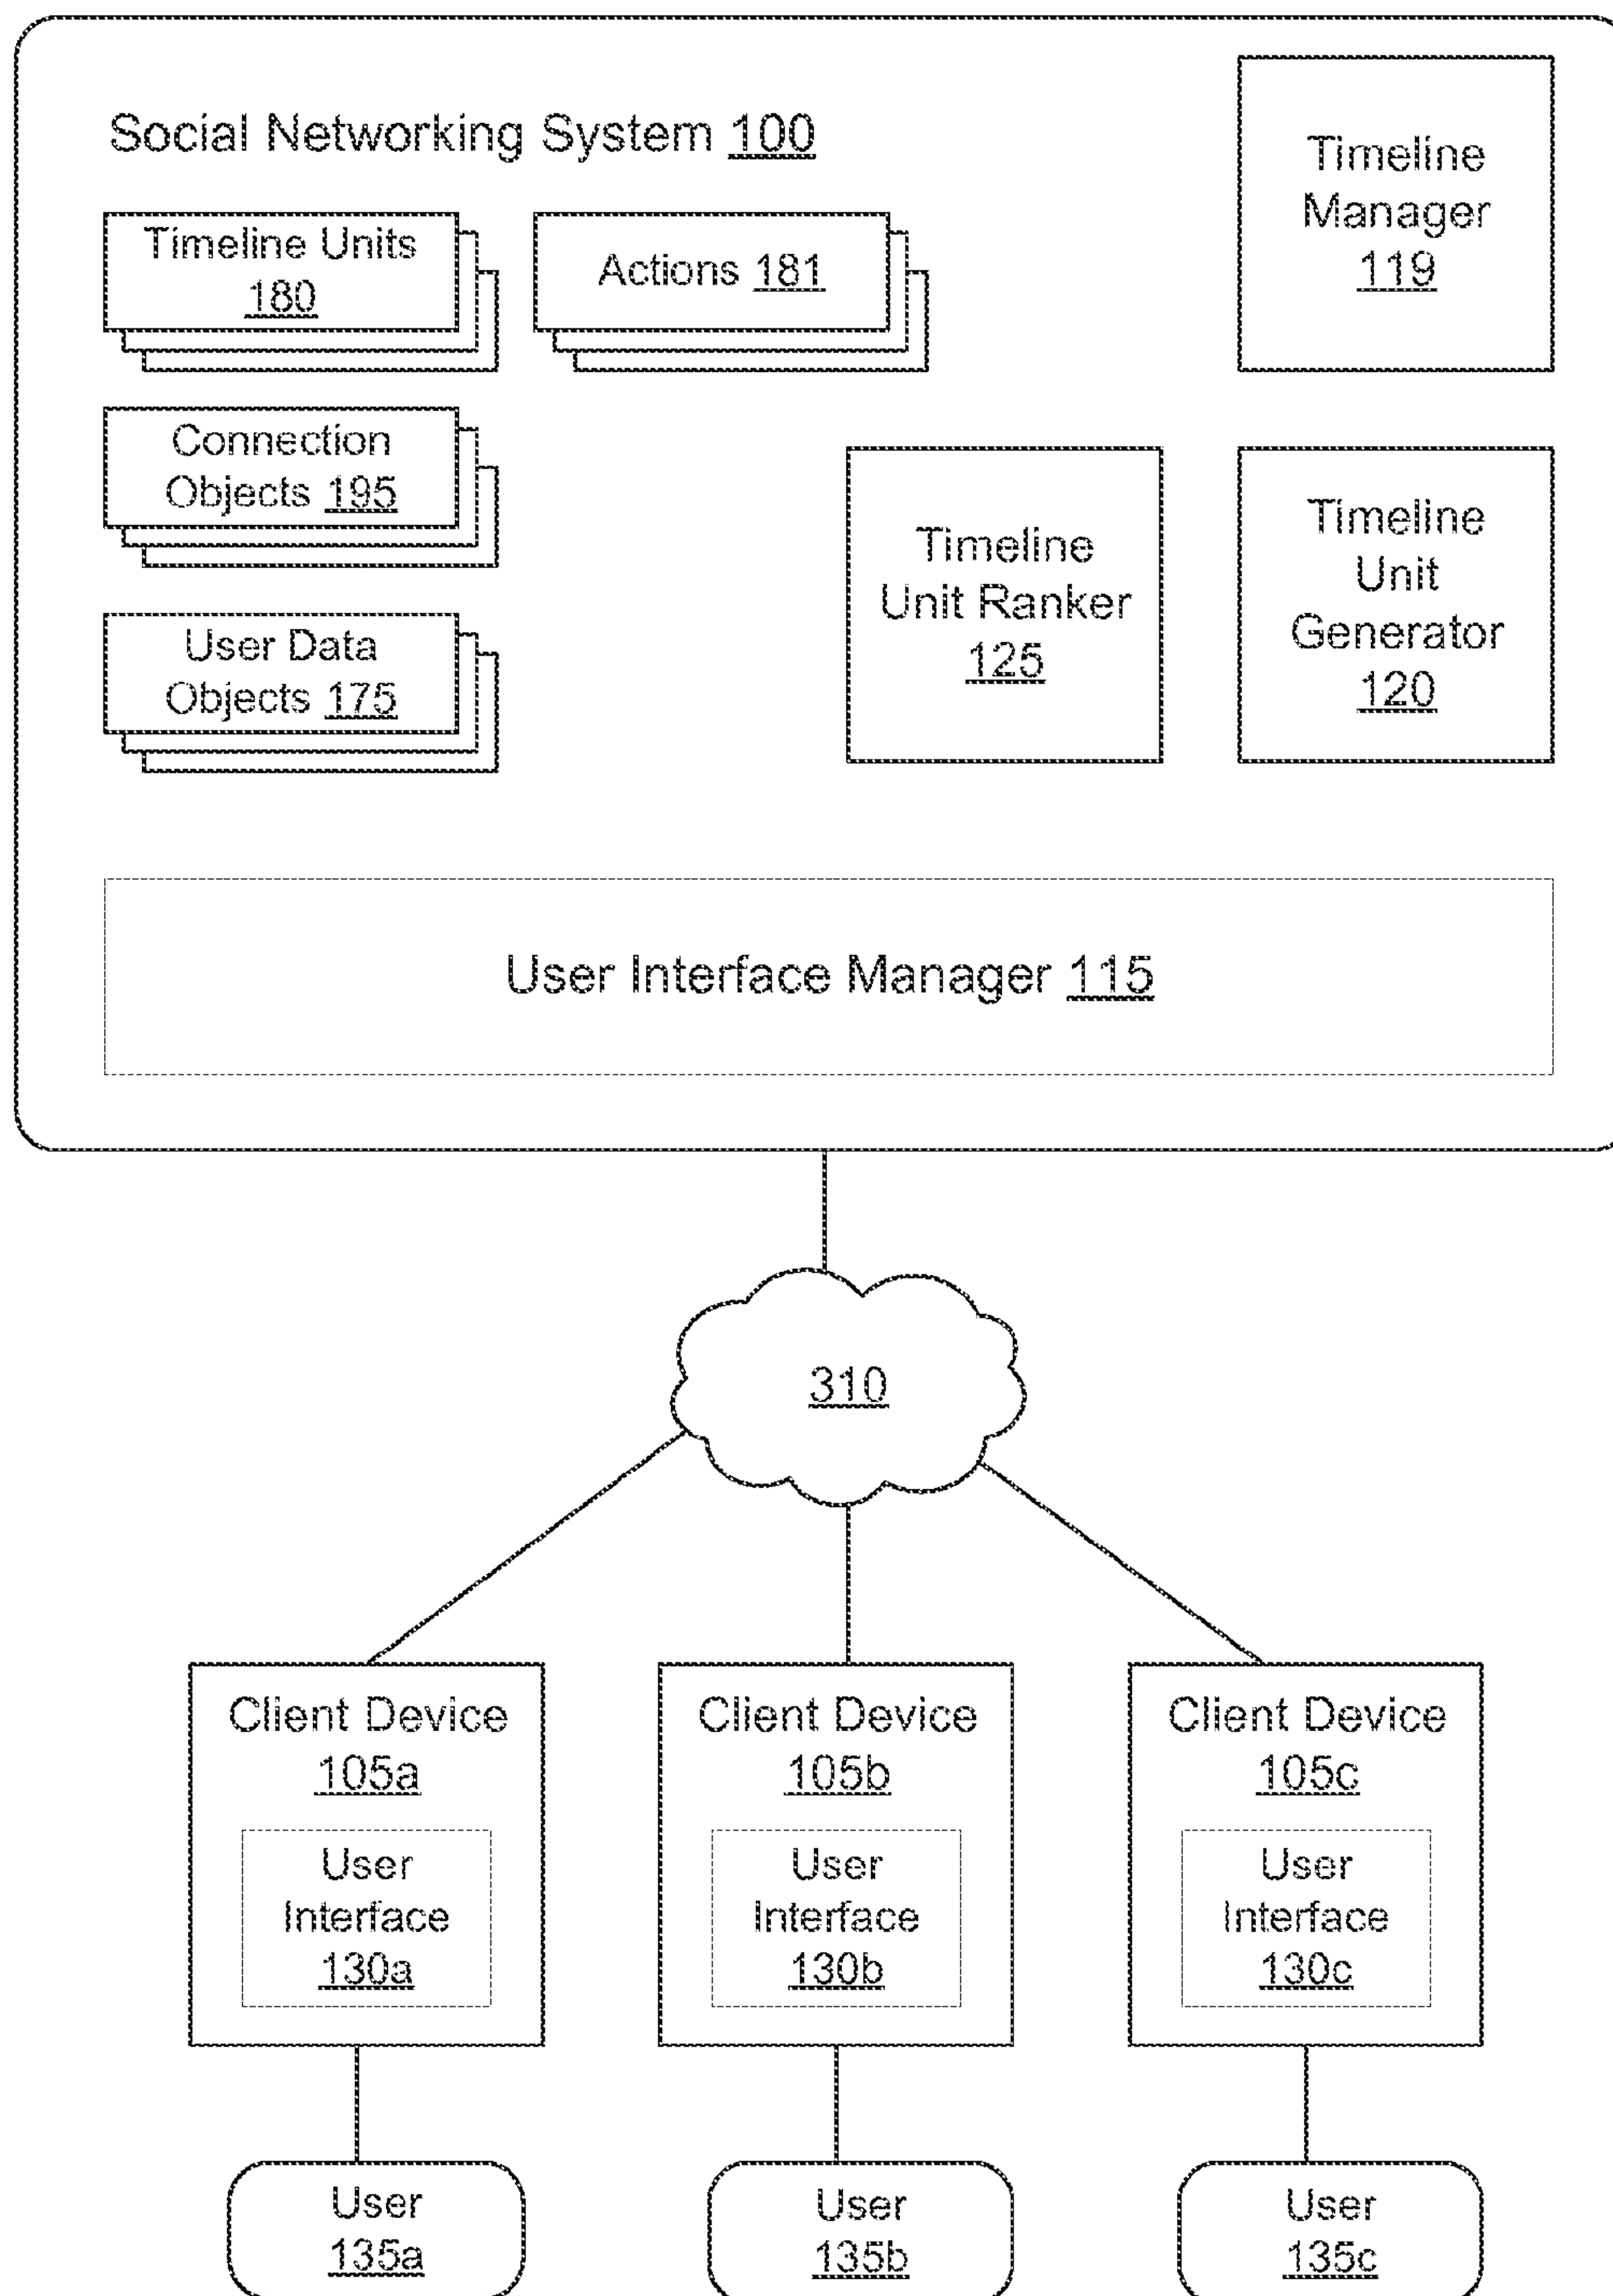 Social Networking System 100
Timeline
Manager
119
Timeline Units
180
Actions 181
Connection
Objects 195
Timeline
Unit Ranker
125
Timeline
Unit
Generator
120
User Data
Objects 175
User Interface Manager 115
310
Client Device
105a
User
Interface
130a
Client Device
105b
User
Interface
130b
Client Device
105c
User
Interface
130c
User
135a
User
135b
User
135c